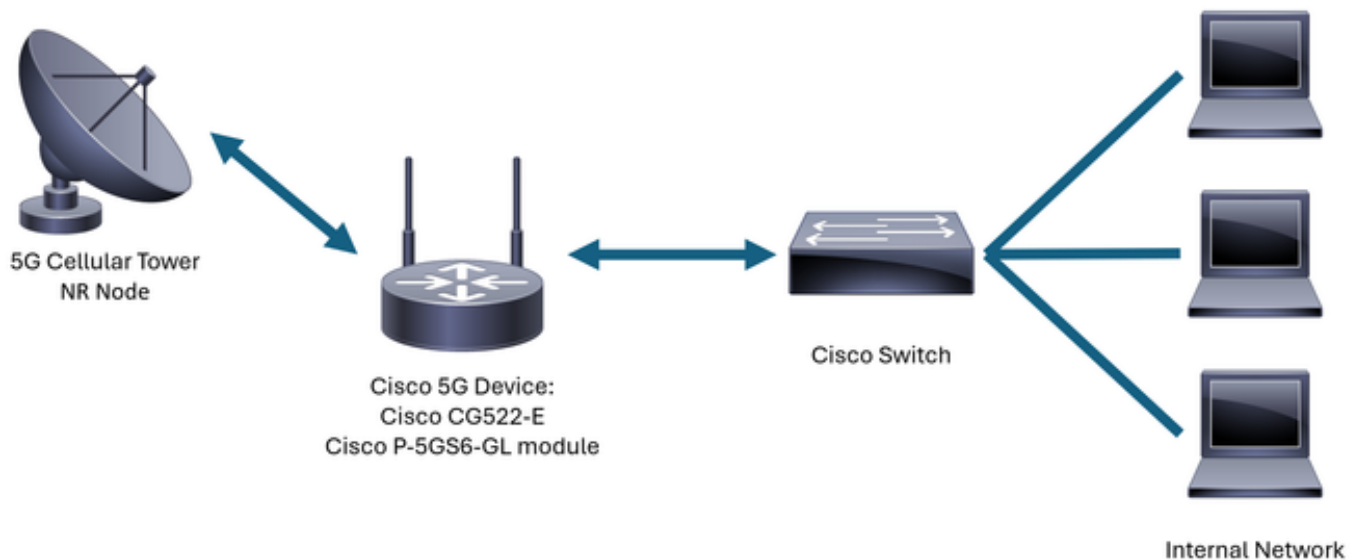 5G Cellular Tower
NR Node
Cisco 5G Device:
Cisco CG522-E
Cisco P-5GS6-GL module
Cisco Switch
Internal Network